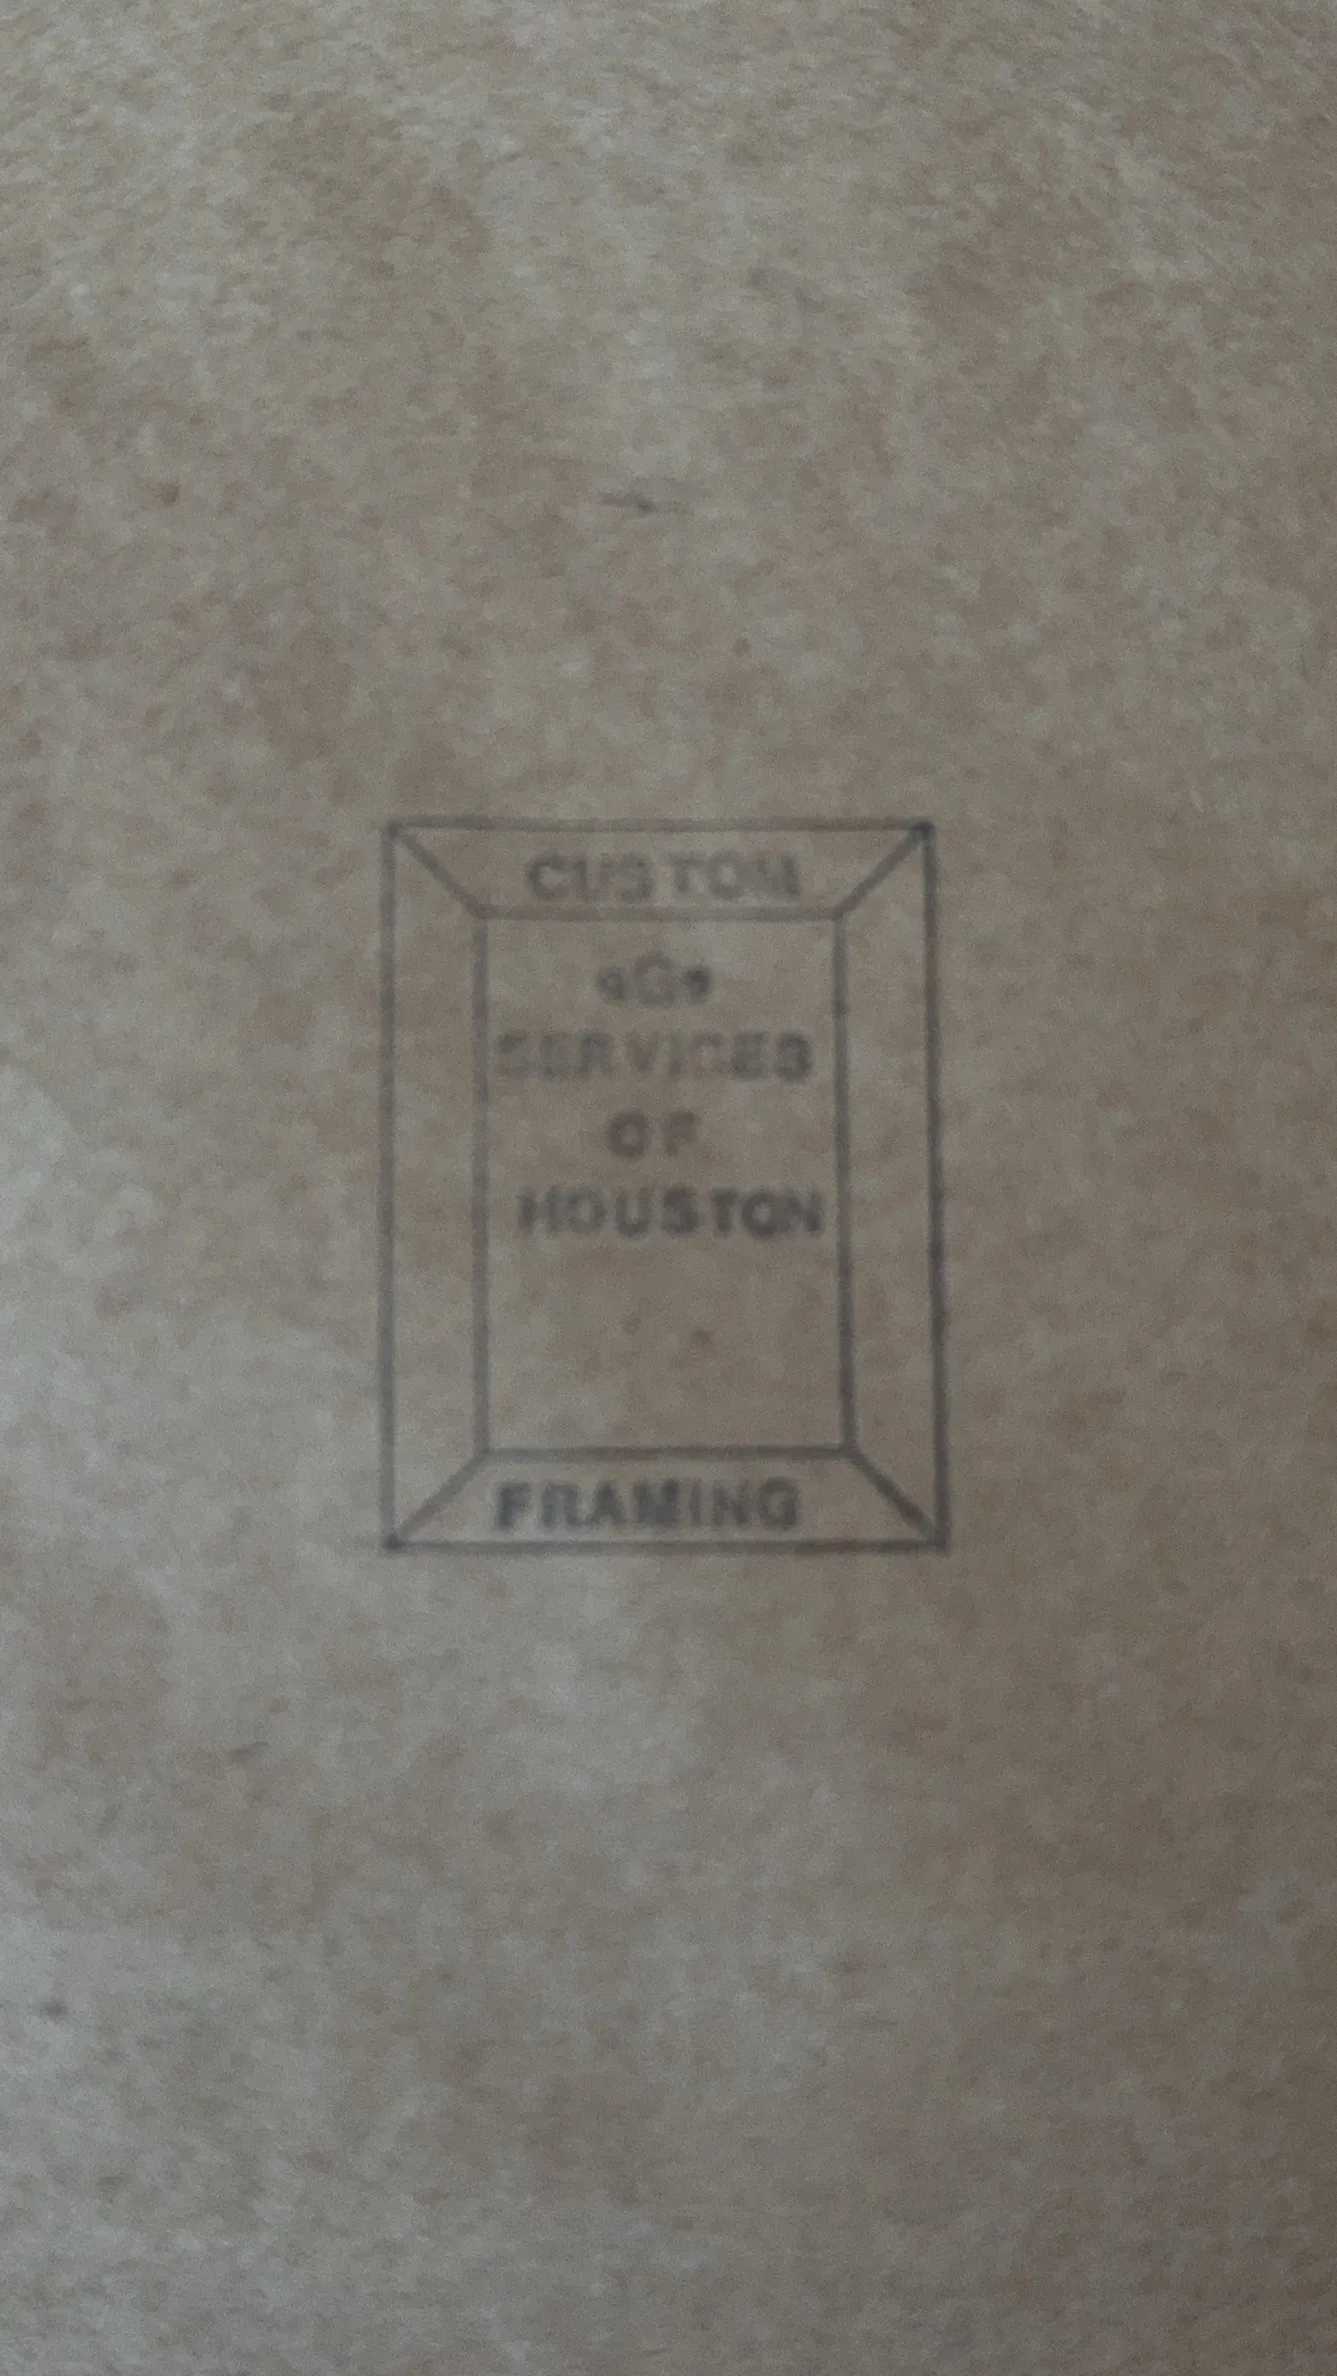 CUSTOM
SERVICES
OF
HOUSTON
FRAMING